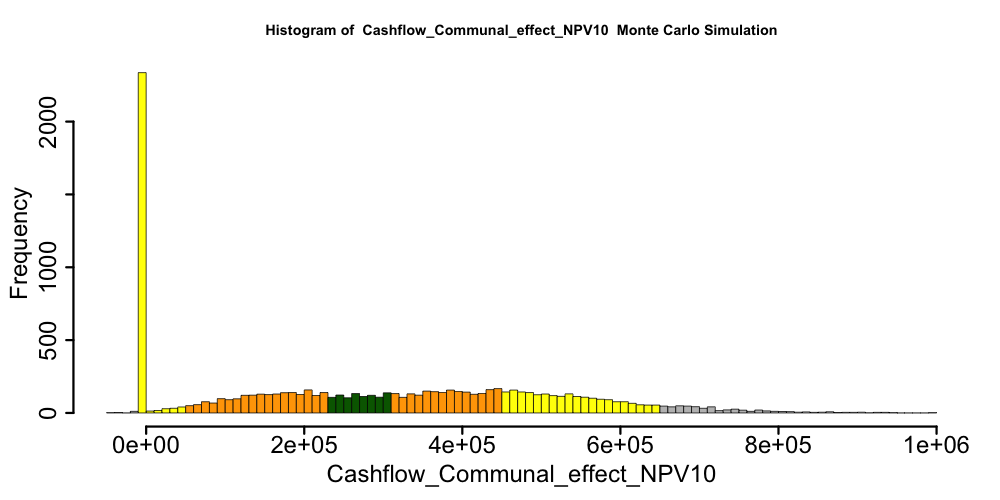 Histogram of  Cashflow_Communal_effect_NPV10  Monte Carlo Simulation
Frequency
2000
1000
500
0
0e+00 2e+05 4e+05 6e+05 8e+05 1e+06
Cashflow_Communal_effect_NPV10